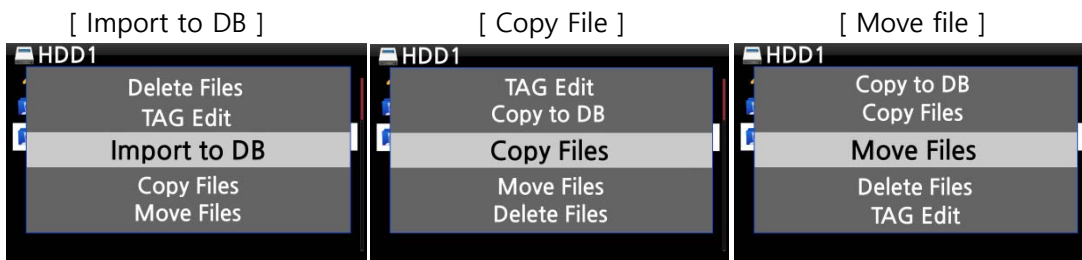 [ Import to DB ]
HDD1
Delete Files
TAG Edit
Import to DB
Copy Files
Move Files
[ Copy File ]
HDD1
TAG Edit
Copy to DB
Copy Files
Move Files
Delete Files
[ Move file ]
HDD1
Copy to DB
Copy Files
Move Files
Delete Files
TAG Edit